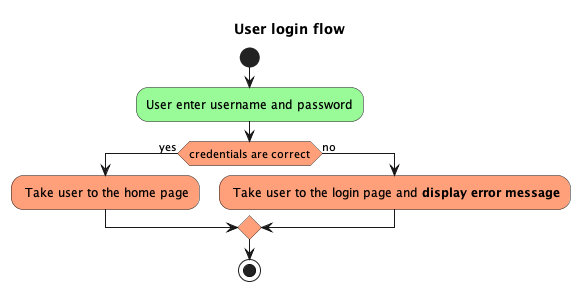 User login flow
User enter username and password
yes
credentials are correct
no
Take user to the home page
Take user to the login page and display error message